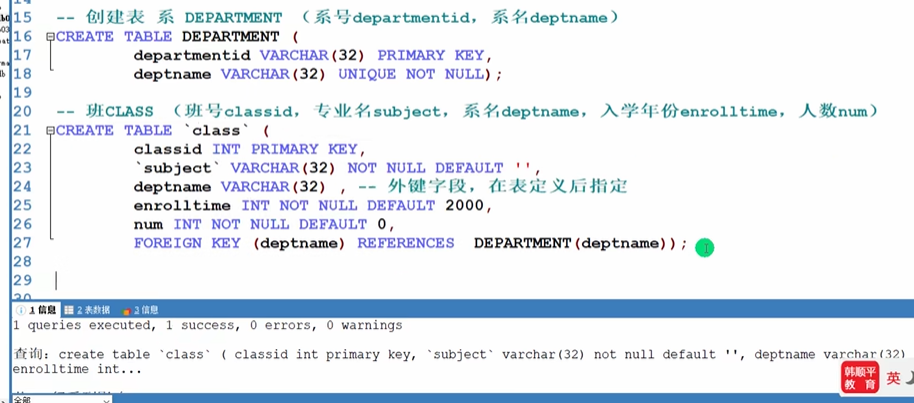 15 -- 创建表 系 DEPARTMENT （系号departmentid, 系名deptname）
16 CREATE TABLE DEPARTMENT (
17 departmentid VARCHAR(32) PRIMARY KEY,
18 deptname VARCHAR(32) UNIQUE NOT NULL);
19
20 -- 班CLASS （班号classid, 专业名subject, 系名deptname, 入学年份enrolltime, 人数num）
21 CREATE TABLE `class` (
22 classid INT PRIMARY KEY,
23 `subject` VARCHAR(32) NOT NULL DEFAULT '',
24 deptname VARCHAR(32) , -- 外键字段, 在表定义后指定
25 enrolltime INT NOT NULL DEFAULT 2000,
26 num INT NOT NULL DEFAULT 0,
27 FOREIGN KEY (deptname) REFERENCES DEPARTMENT(deptname));
28
29
1 信息 2 表数据 3 信息
1 queries executed, 1 success, 0 errors, 0 warnings
查询: create table `class` ( classid int primary key, `subject` varchar(32) not null default '', deptname varchar(32)
enrolltime int...
韩顺平
教育
英
全部